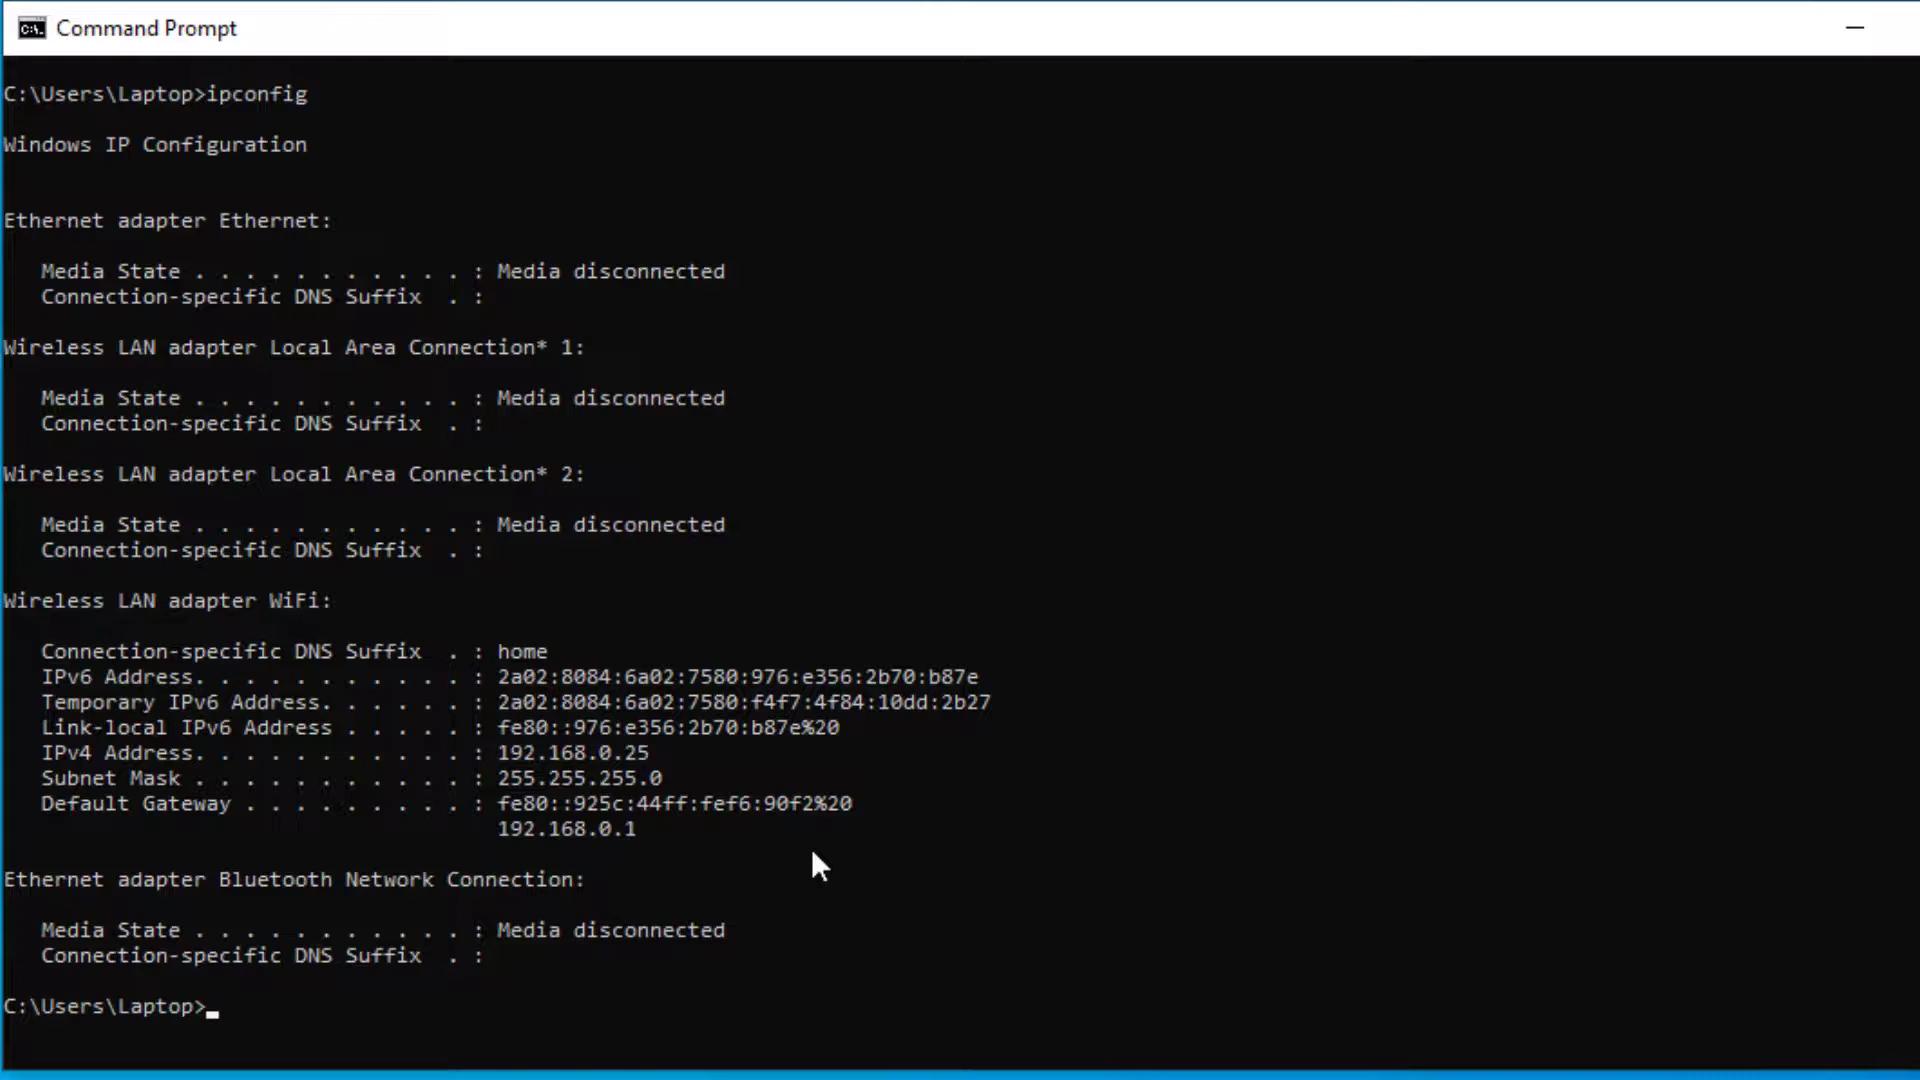 Command Prompt
C:\Users\Laptop>ipconfig
Windows IP Configuration
Ethernet adapter Ethernet:
Media State . . . . . . . . . . . : Media disconnected
Connection-specific DNS Suffix  . :
Wireless LAN adapter Local Area Connection* 1:
Media State . . . . . . . . . . . : Media disconnected
Connection-specific DNS Suffix  . :
Wireless LAN adapter Local Area Connection* 2:
Media State . . . . . . . . . . . : Media disconnected
Connection-specific DNS Suffix  . :
Wireless LAN adapter WiFi:
Connection-specific DNS Suffix  . : home
IPv6 Address. . . . . . . . . . . : 2a02:8084:6a02:7580:976:e356:2b70:b87e
Temporary IPv6 Address. . . . . . : 2a02:8084:6a02:7580:f4f7:4f84:10dd:2b27
Link-local IPv6 Address . . . . . : fe80::976:e356:2b70:b87e%20
IPv4 Address. . . . . . . . . . . : 192.168.0.25
Subnet Mask . . . . . . . . . . . : 255.255.255.0
Default Gateway . . . . . . . . . : fe80::925c:44ff:fef6:90f2%20
192.168.0.1
Ethernet adapter Bluetooth Network Connection:
Media State . . . . . . . . . . . : Media disconnected
Connection-specific DNS Suffix  . :
C:\Users\Laptop>